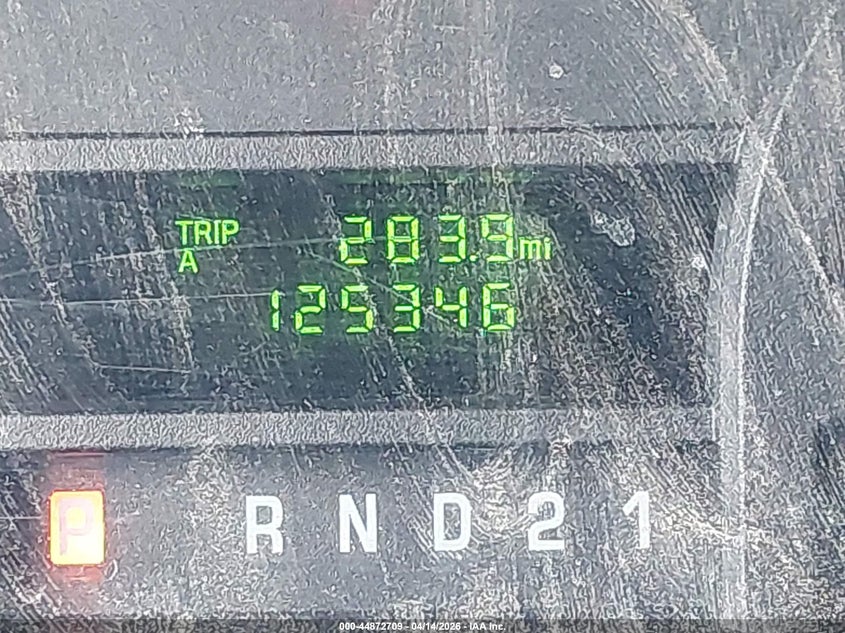 TRIP 283.9mi
A
125346
P R N D 2 1
000-44872709 - 04/14/2026 - IAA Inc.